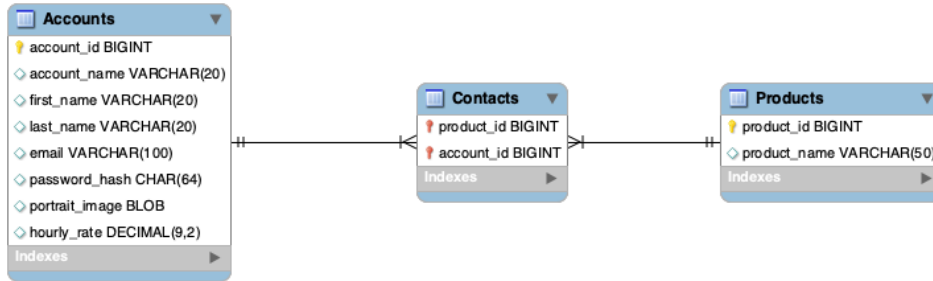 Accounts
account_id BIGINT
account_name VARCHAR(20)
first_name VARCHAR(20)
last_name VARCHAR(20)
email VARCHAR(100)
password_hash CHAR(64)
portrait_image BLOB
hourly_rate DECIMAL(9,2)
Indexes
Contacts
product_id BIGINT
account_id BIGINT
Indexes
Products
product_id BIGINT
product_name VARCHAR(50)
Indexes